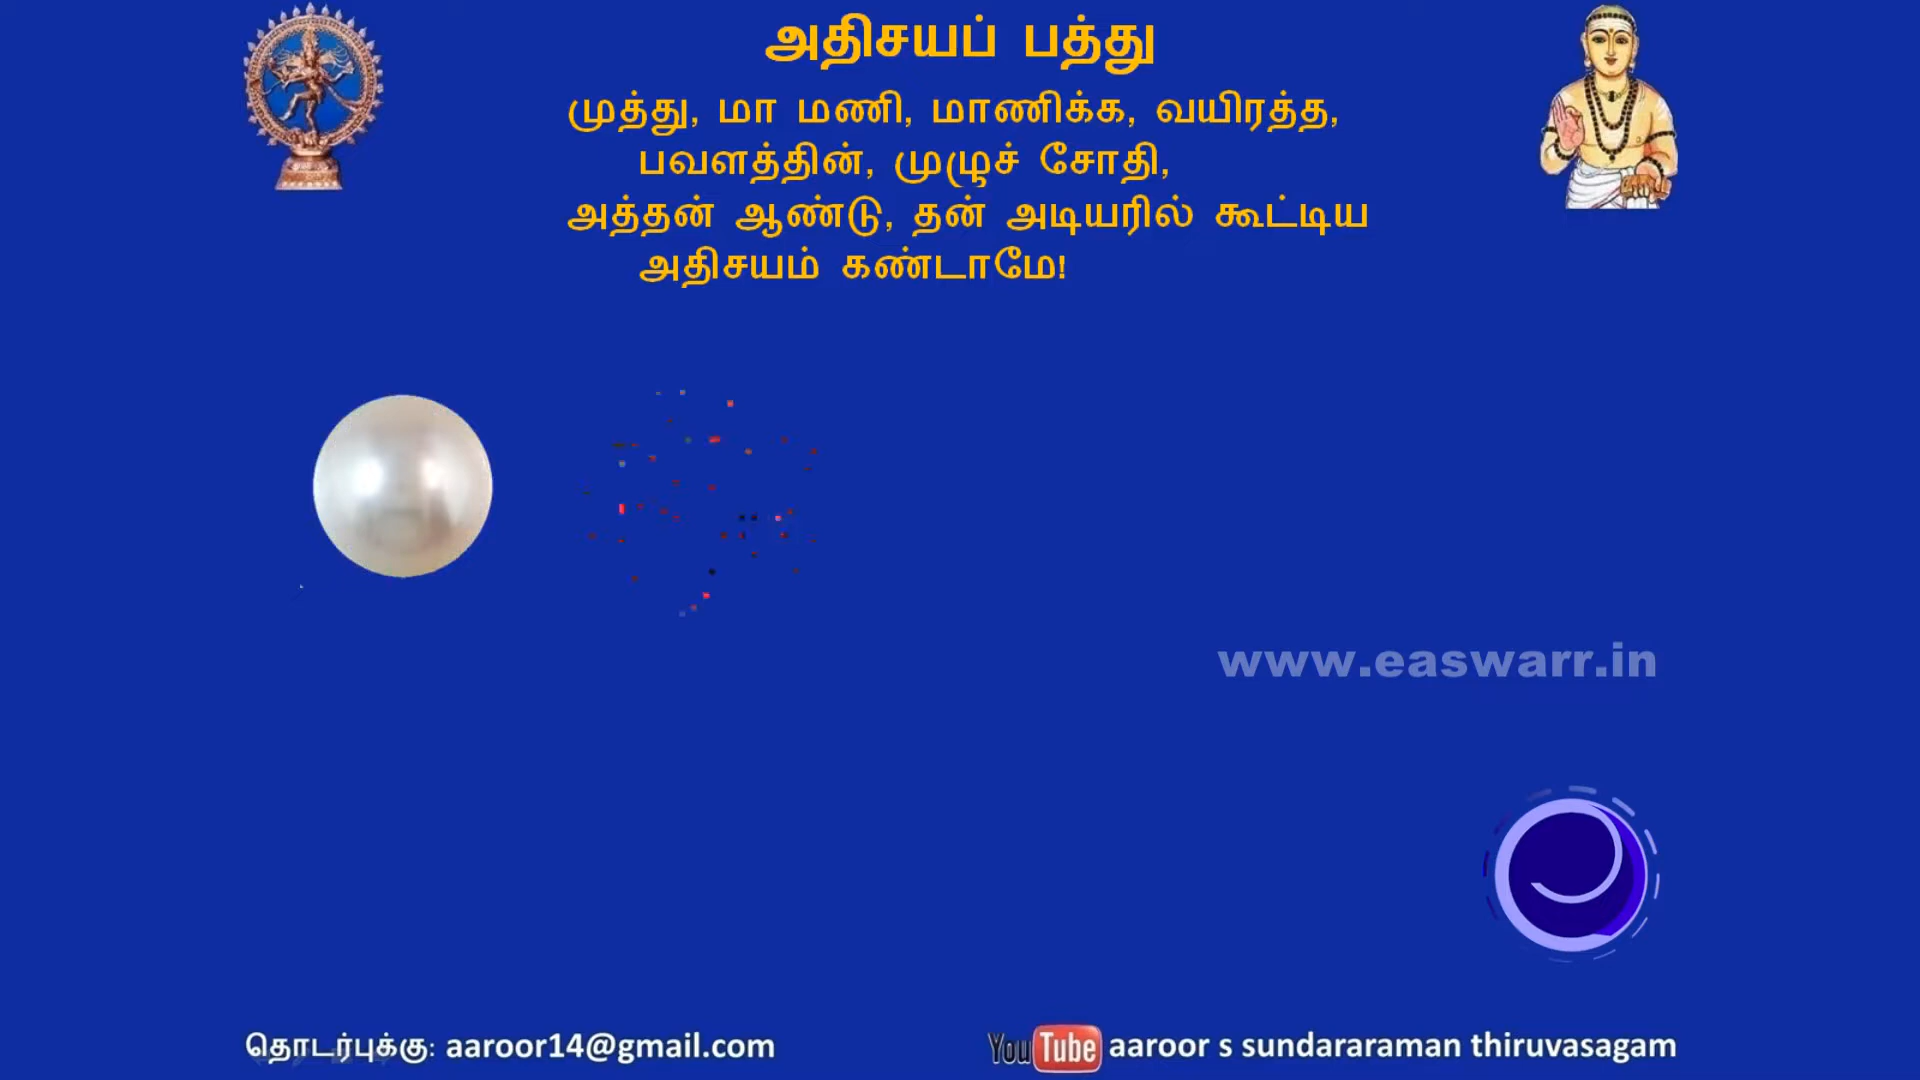 அதிசயப் பத்து
முத்து, மா மணி, மாணிக்க, வயிரத்த,
பவளத்தின், முழுச் சோதி,
அத்தன் ஆண்டு, தன் அடியரில் கூட்டிய
அதிசயம் கண்டாமே!
www.easwarr.in
தொடர்புக்கு: aaroor14@gmail.com
YouTube aaroor s sundararaman thiruvasagam